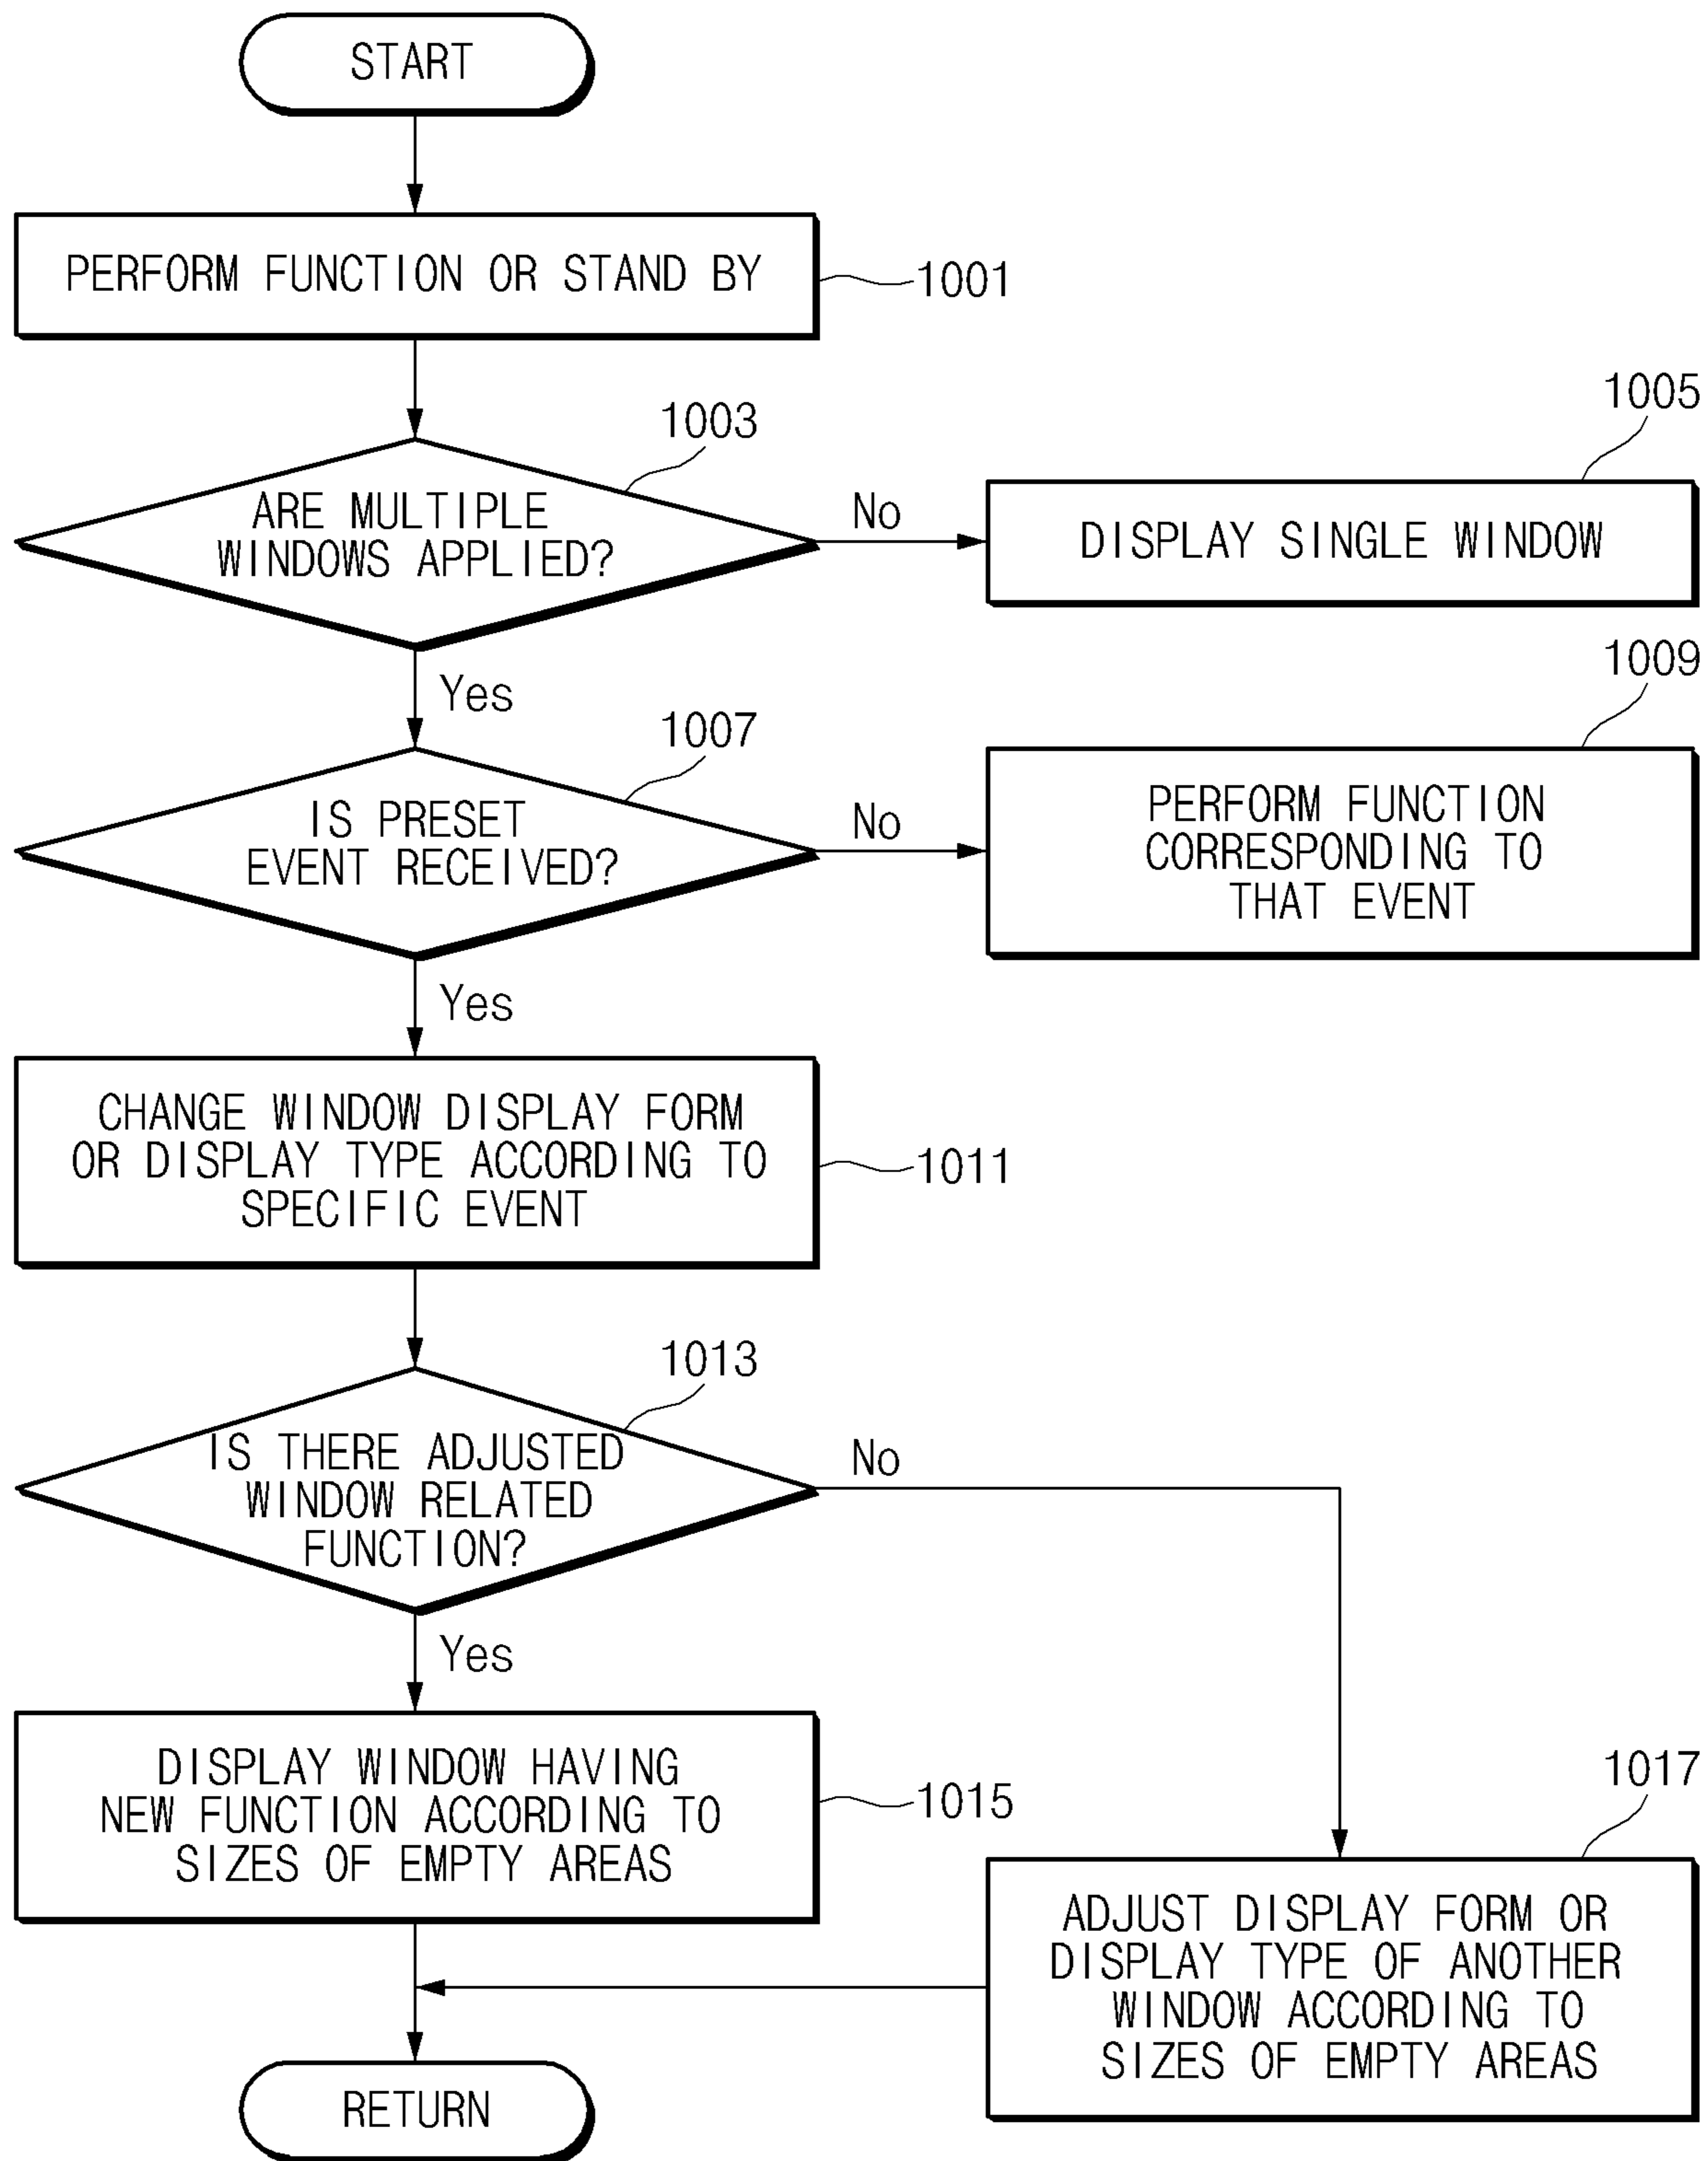 START
PERFORM FUNCTION OR STAND BY
1001
1003
ARE MULTIPLE
WINDOWS APPLIED?
No
1005
DISPLAY SINGLE WINDOW
Yes
1007
IS PRESET
EVENT RECEIVED?
No
1009
PERFORM FUNCTION
CORRESPONDING TO
THAT EVENT
Yes
CHANGE WINDOW DISPLAY FORM
OR DISPLAY TYPE ACCORDING TO
SPECIFIC EVENT
1011
1013
IS THERE ADJUSTED
WINDOW RELATED
FUNCTION?
No
Yes
DISPLAY WINDOW HAVING
NEW FUNCTION ACCORDING TO
SIZES OF EMPTY AREAS
1015
1017
ADJUST DISPLAY FORM OR
DISPLAY TYPE OF ANOTHER
WINDOW ACCORDING TO
SIZES OF EMPTY AREAS
RETURN